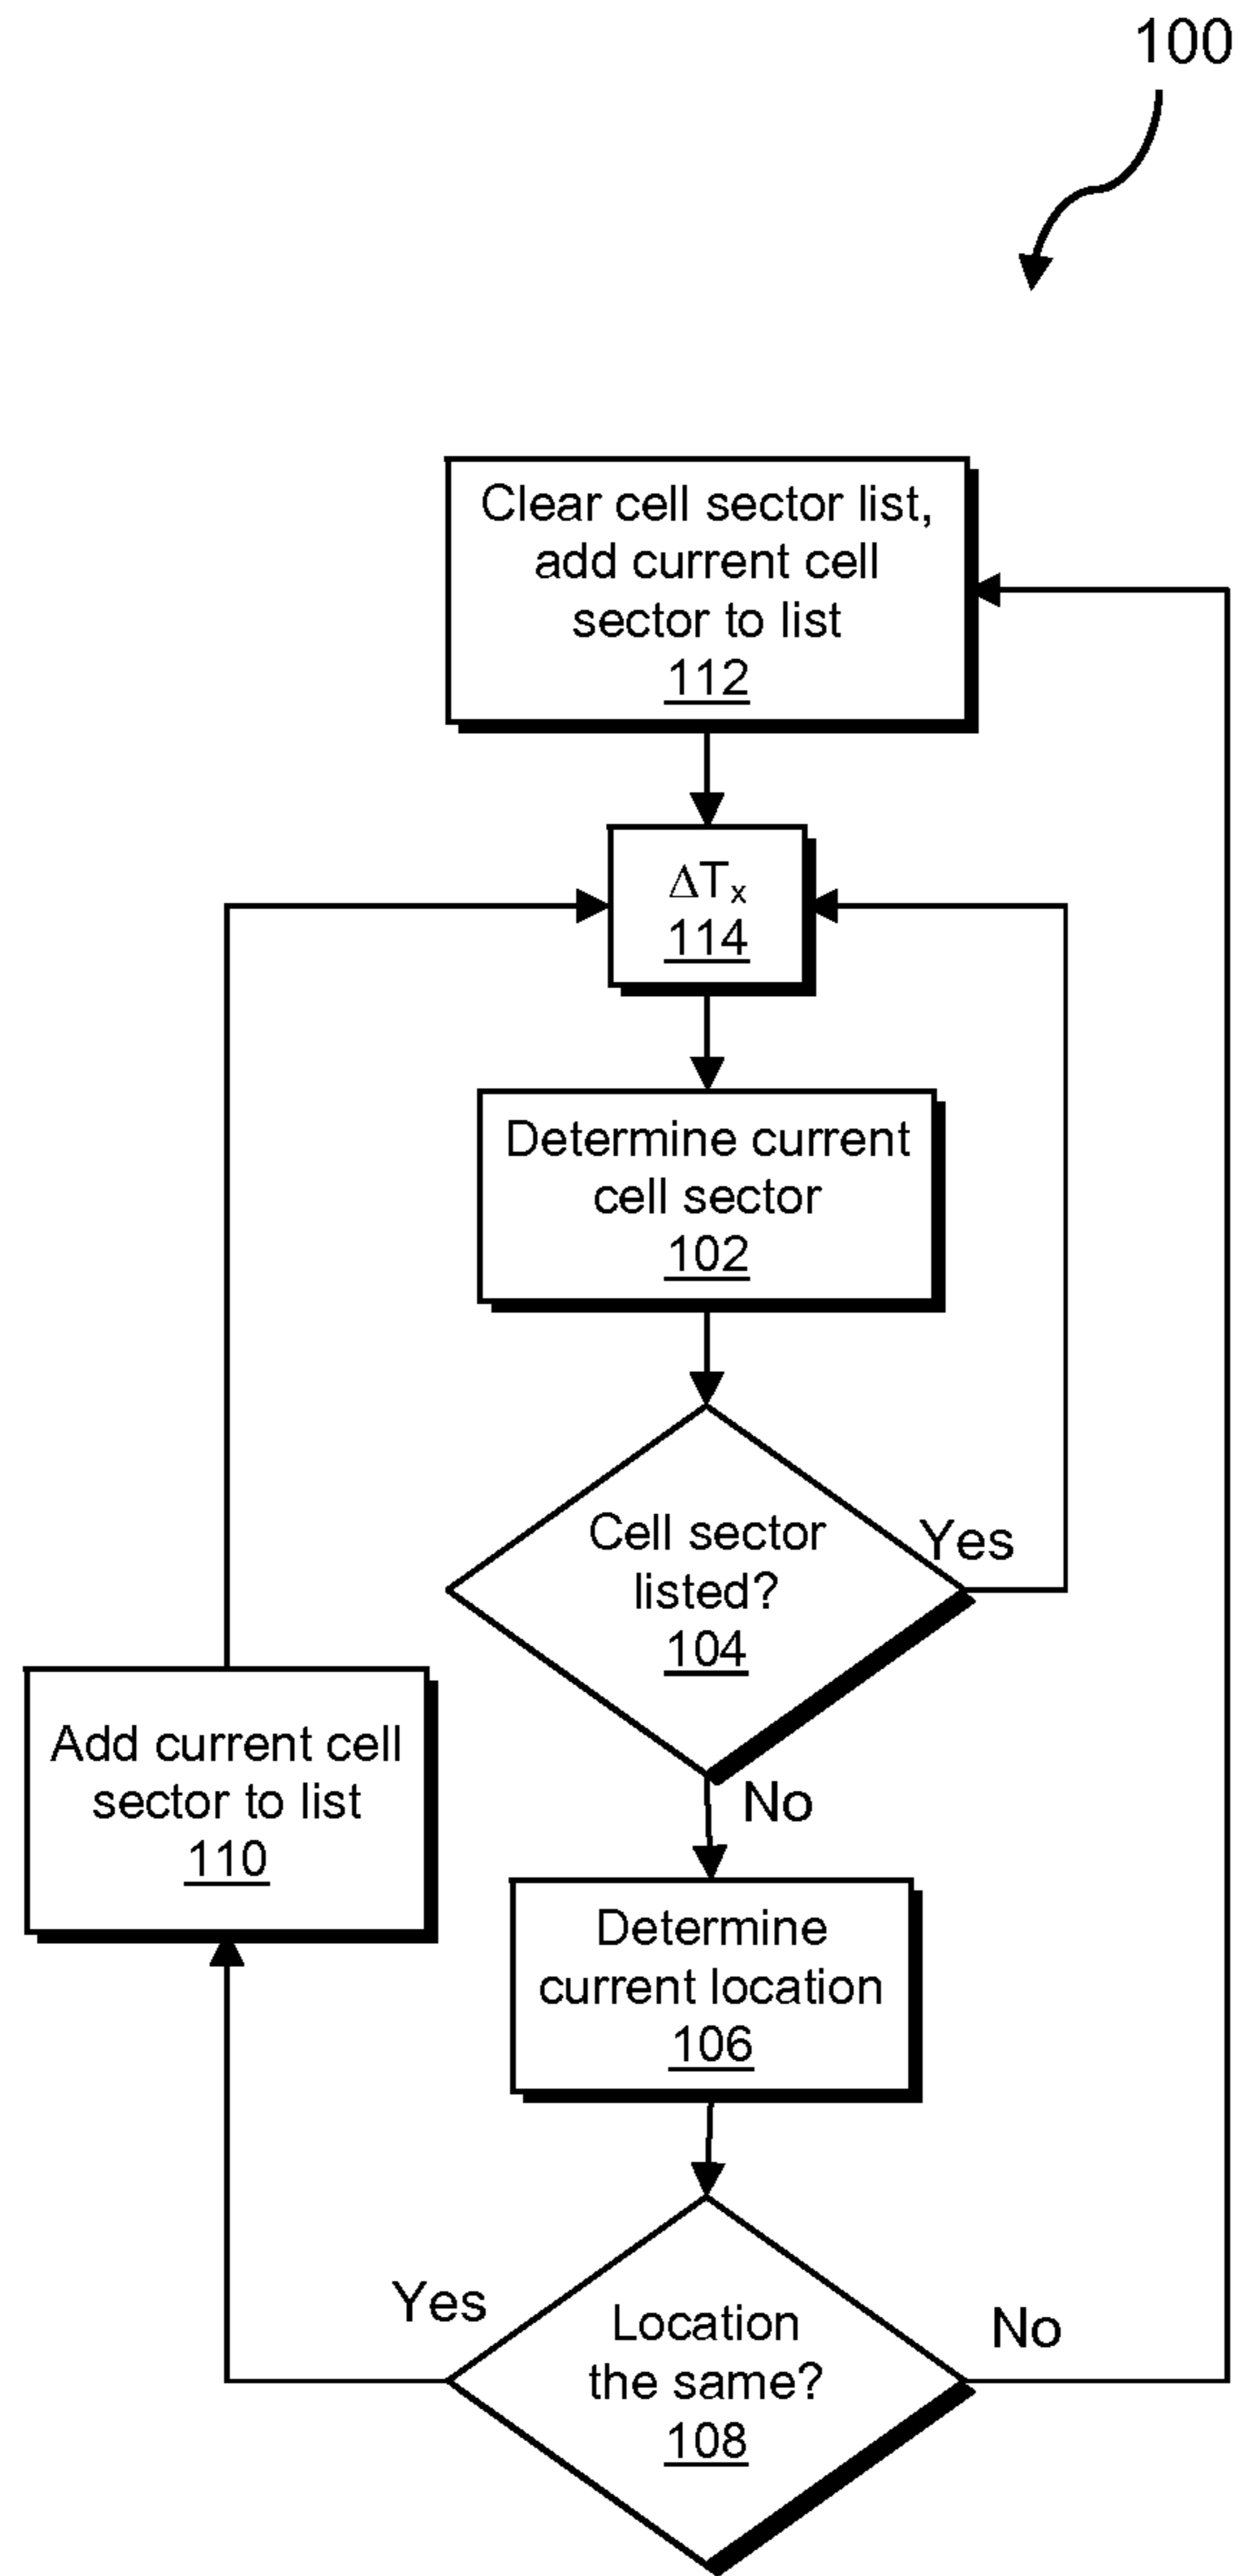 100
Clear cell sector list,
add current cell
sector to list
112
ΔTx
114
Determine current
cell sector
102
Cell sector
listed?
104
Yes
No
Add current cell
sector to list
110
Determine
current location
106
Location
the same?
108
Yes
No